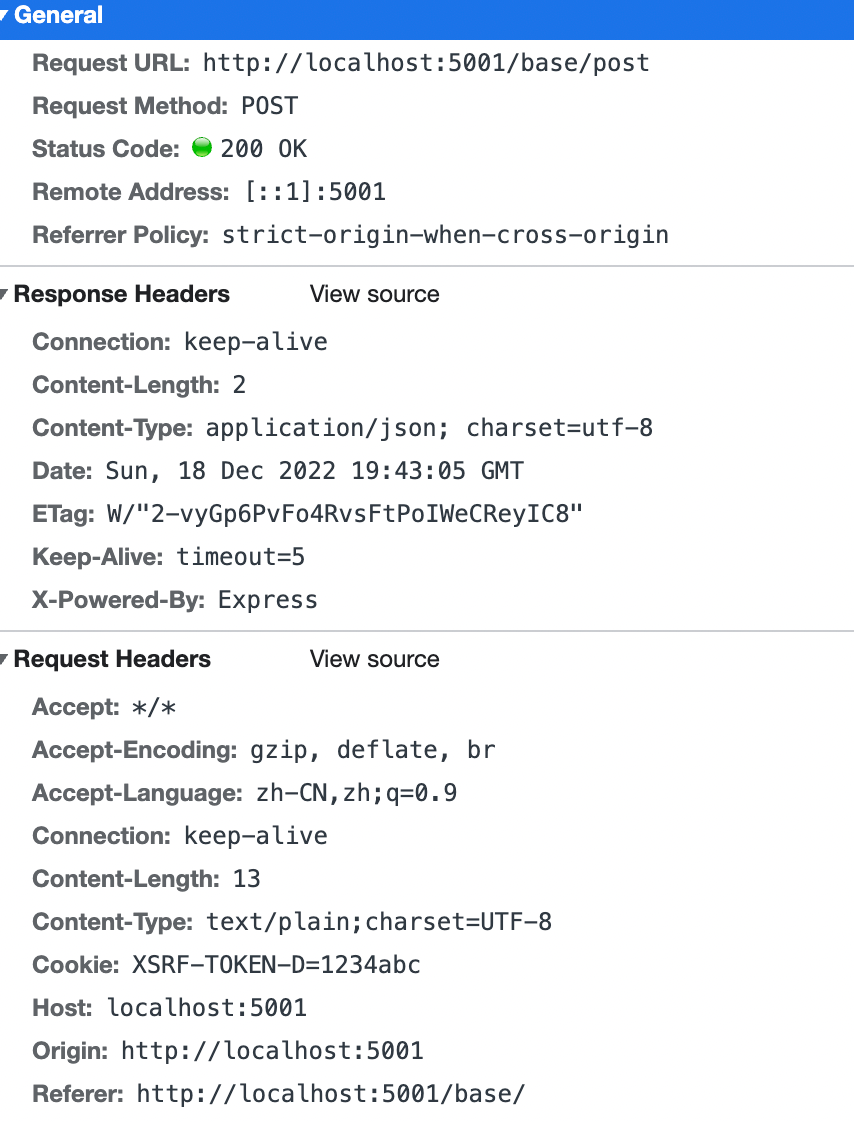 General
Request URL: http://localhost:5001/base/post
Request Method: POST
Status Code: 200 OK
Remote Address: [::1]:5001
Referrer Policy: strict-origin-when-cross-origin
Response Headers View source
Connection: keep-alive
Content-Length: 2
Content-Type: application/json; charset=utf-8
Date: Sun, 18 Dec 2022 19:43:05 GMT
ETag: W/"2-vyGp6PvFo4RvsFtPoIWeCReyIC8"
Keep-Alive: timeout=5
X-Powered-By: Express
Request Headers View source
Accept: */*
Accept-Encoding: gzip, deflate, br
Accept-Language: zh-CN,zh;q=0.9
Connection: keep-alive
Content-Length: 13
Content-Type: text/plain;charset=UTF-8
Cookie: XSRF-TOKEN-D=1234abc
Host: localhost:5001
Origin: http://localhost:5001
Referer: http://localhost:5001/base/